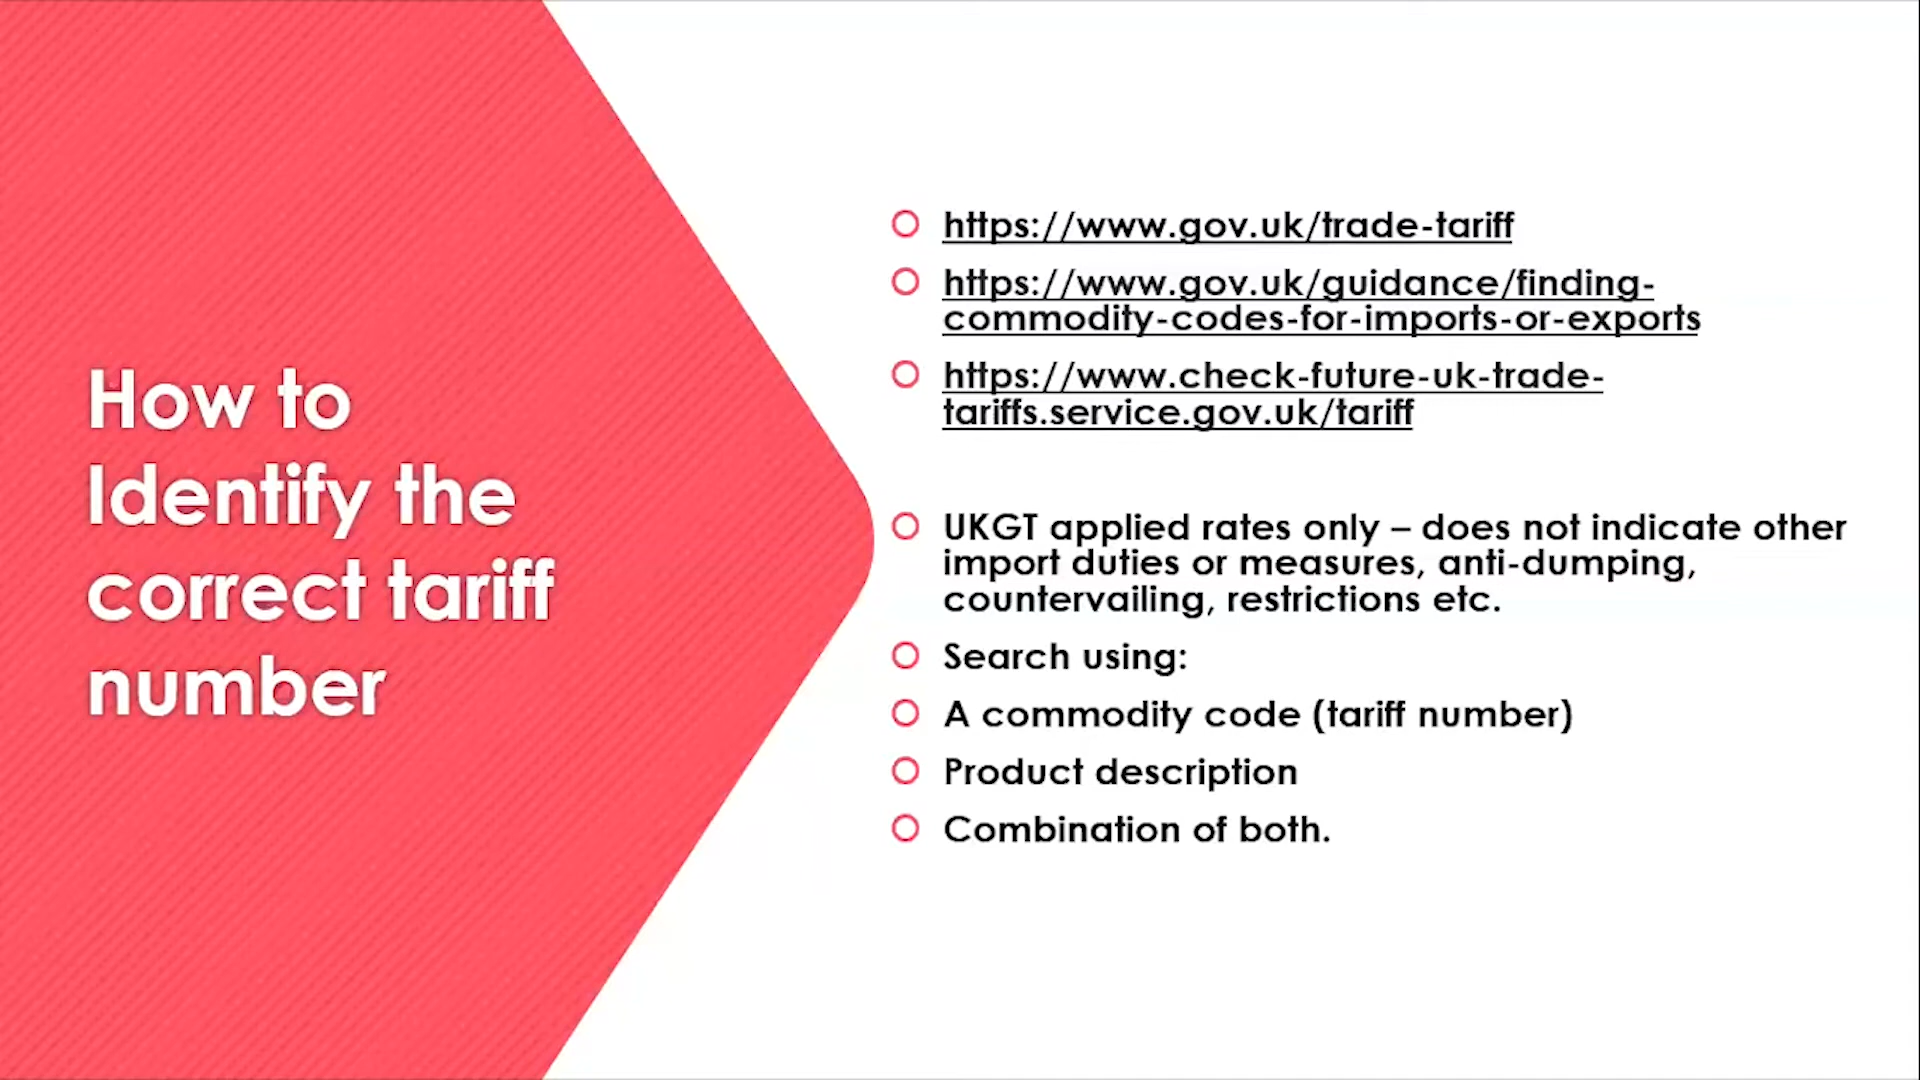 How to
Identify the
correct tariff
number
https://www.gov.uk/trade-tariff
https://www.gov.uk/guidance/finding-
commodity-codes-for-imports-or-exports
https://www.check-future-uk-trade-
tariffs.service.gov.uk/tariff
UKGT applied rates only – does not indicate other
import duties or measures, anti-dumping,
countervailing, restrictions etc.
Search using:
A commodity code (tariff number)
Product description
Combination of both.